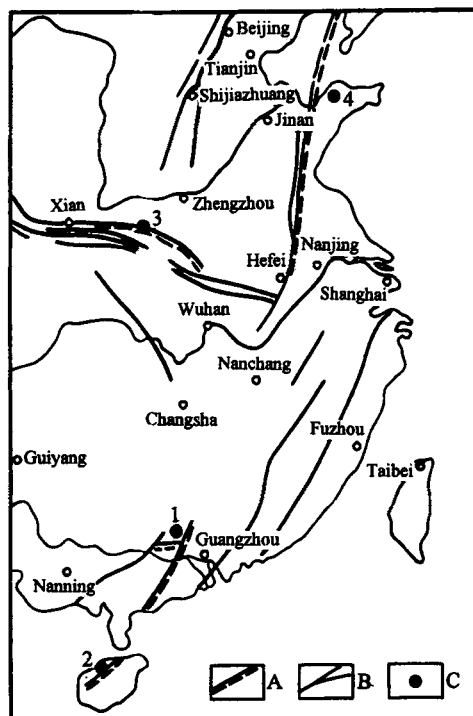 Beijing
Tianjin
Shijiazhuang
4
Jinan
Xian
3
Zhengzhou
Hefei
Nanjing
Shanghai
Wuhan
Nanchang
Changsha
Fuzhou
Guiyang
Taibei
1
Guangzhou
Nanning
2
A B C